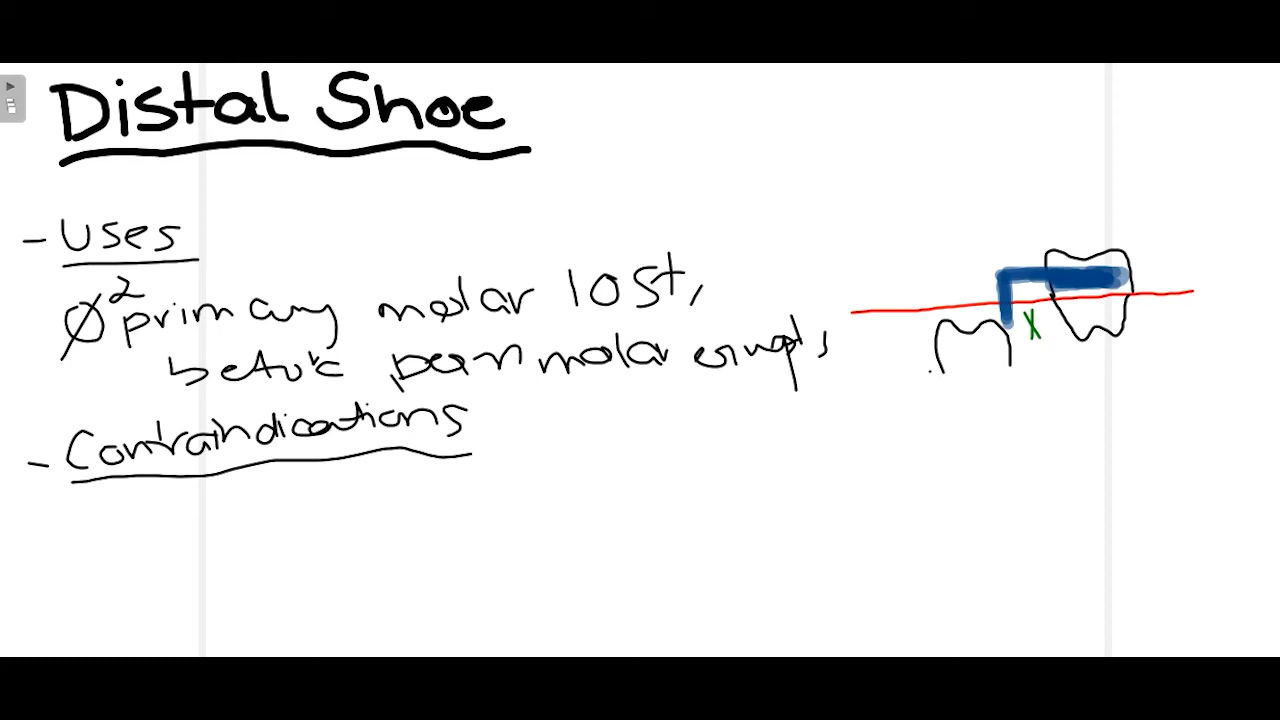 Distal Shoe
- Uses
Ø 2 primary molar lost,
before perm molar erupts
- Contraindications
X